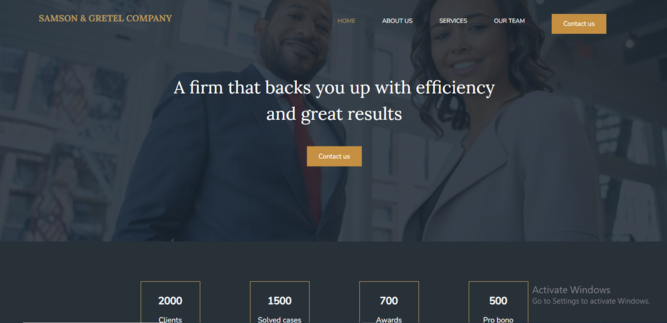 SAMSON & GRETEL COMPANY
HOME
ABOUT US
SERVICES
OUR TEAM
Contact us
A firm that backs you up with efficiency
and great results
Contact us
2000
Clients
1500
Solved cases
700
Awards
500
Pro bono
Activate Windows
Go to Settings to activate Windows.